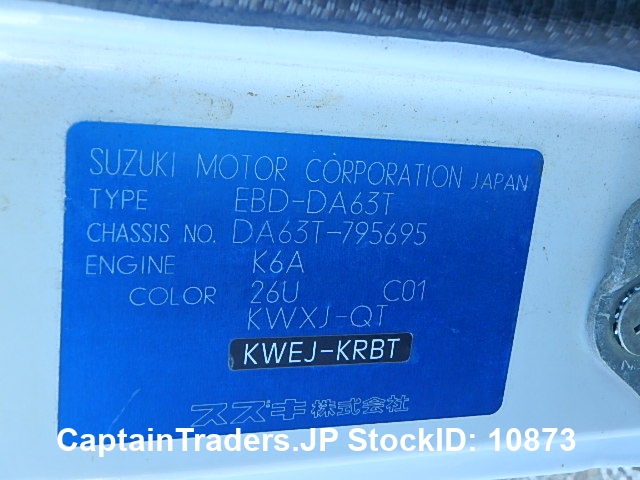 SUZUKI MOTOR CORPORATION JAPAN
TYPE EBD-DA63T
CHASSIS NO. DA63T-795695
ENGINE K6A
COLOR 26U C01
KWXJ-QT
KWEJ-KRBT
スズキ株式会社
CaptainTraders.JP StockID: 10873